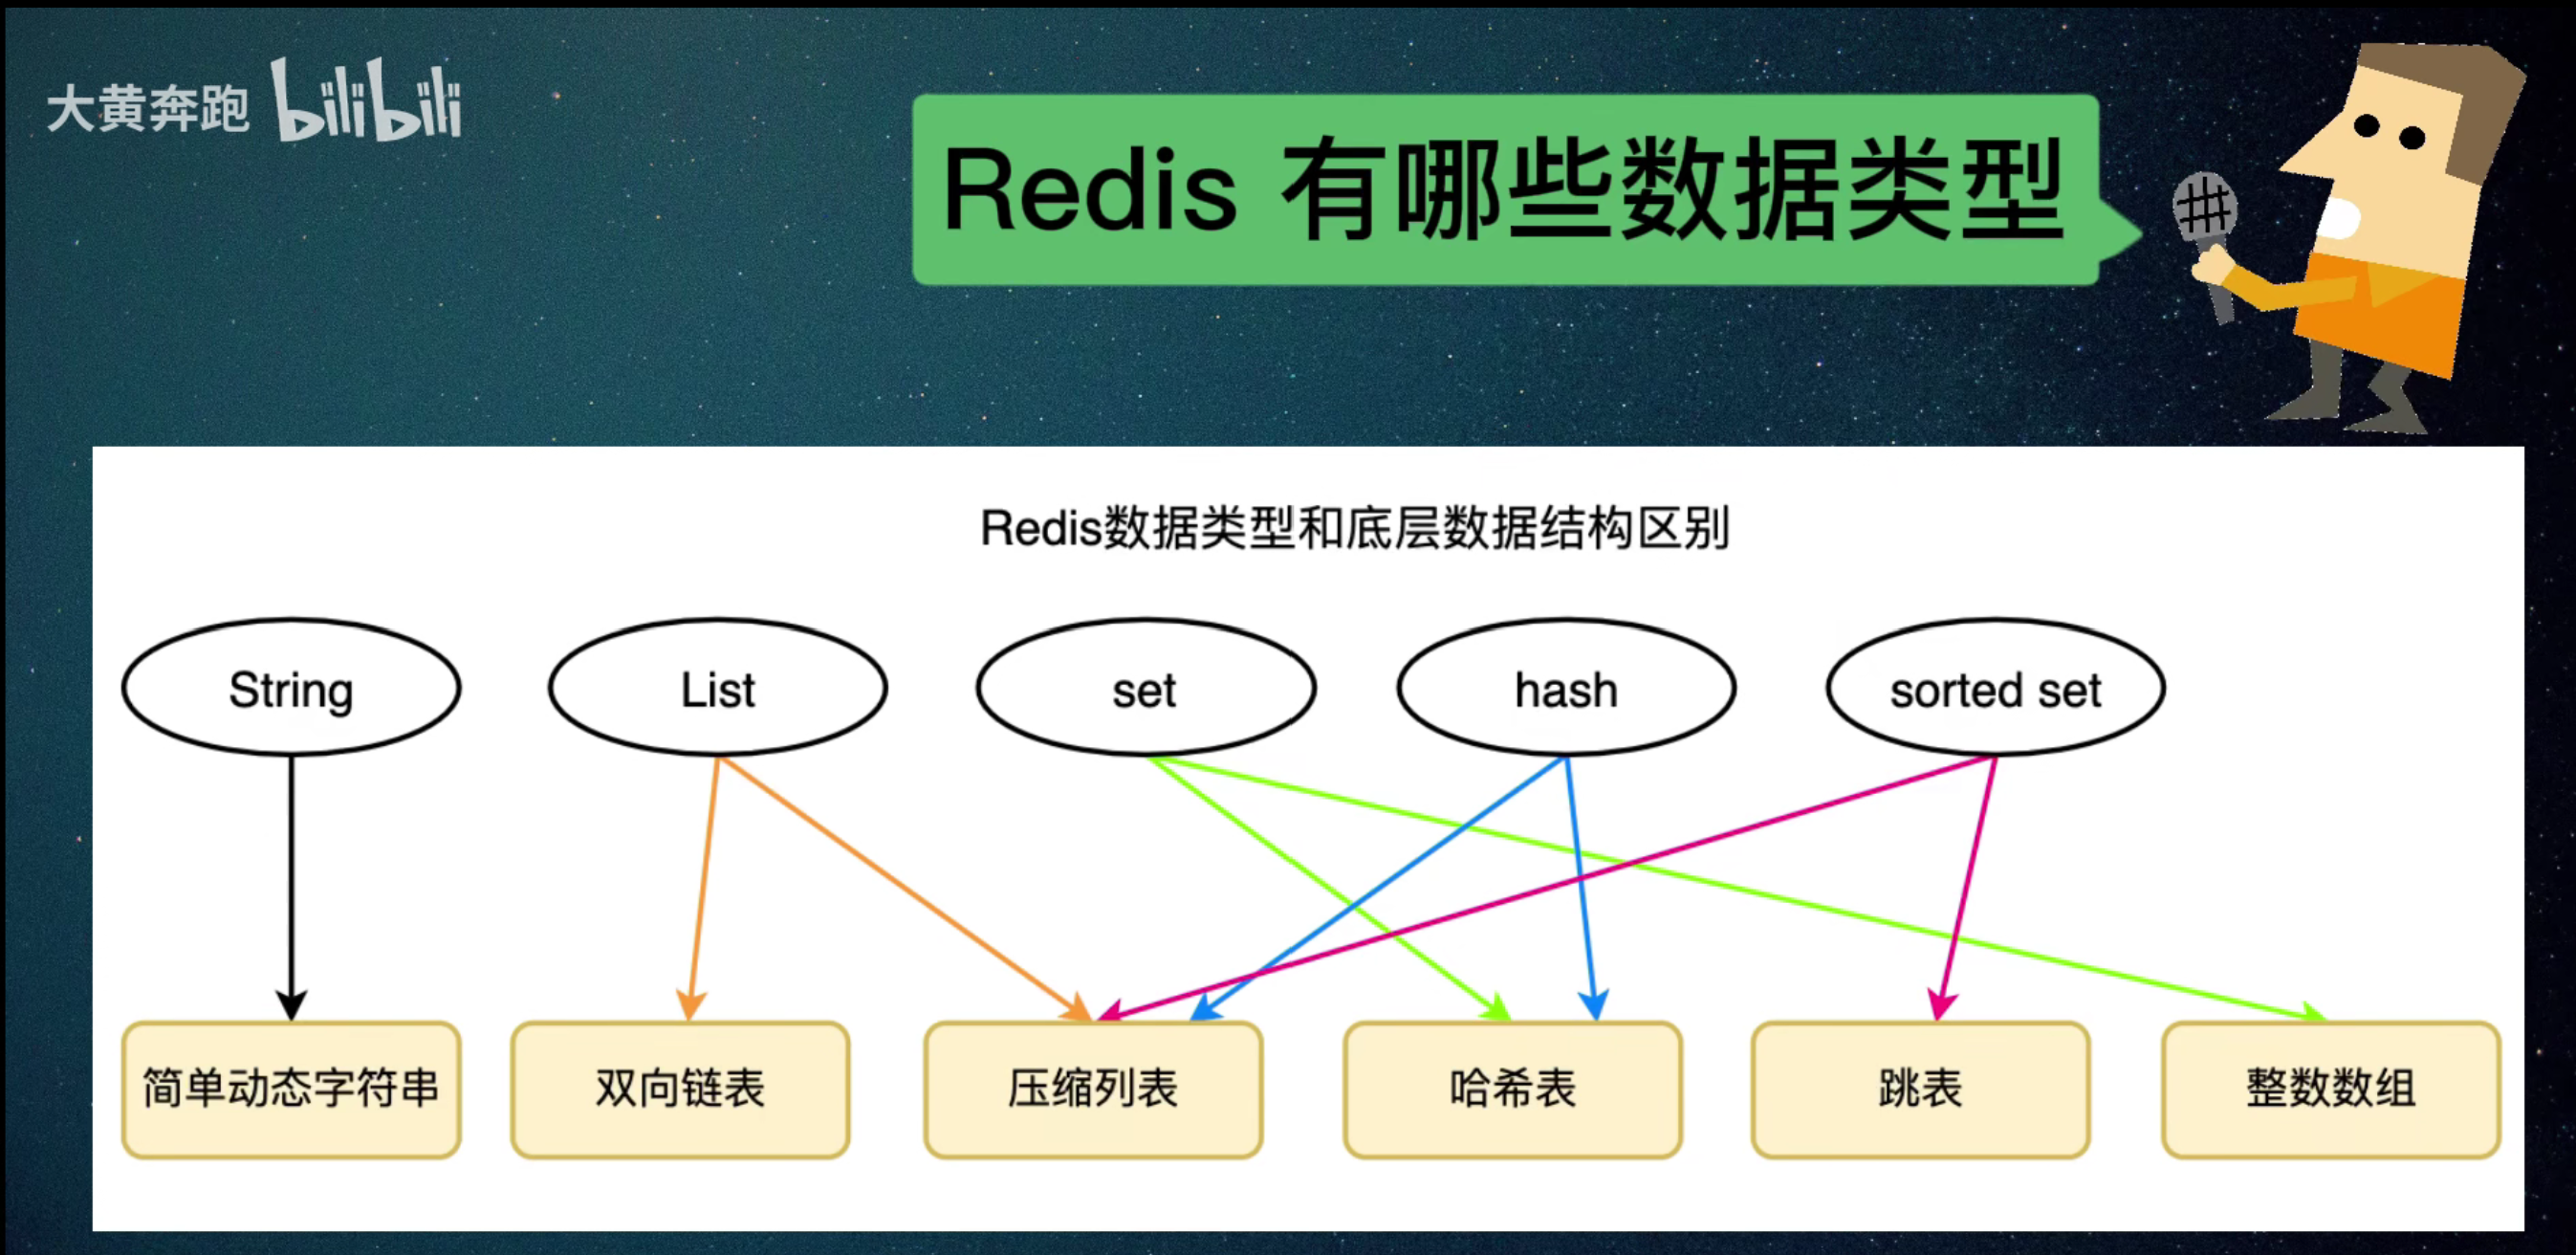 大黄奔跑 bilibili
Redis 有哪些数据类型
Redis数据类型和底层数据结构区别
String
List
set
hash
sorted set
简单动态字符串
双向链表
压缩列表
哈希表
跳表
整数数组